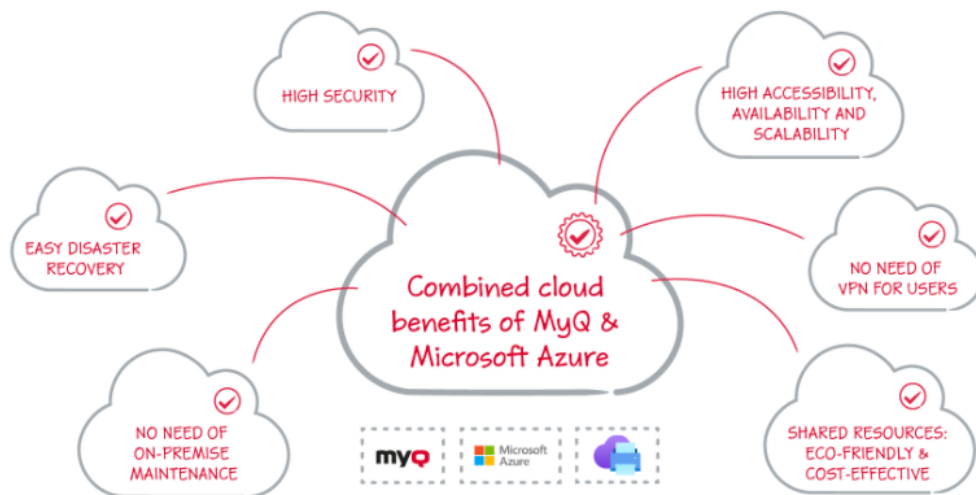 HIGH SECURITY
HIGH ACCESSIBILITY,
AVAILABILITY AND
SCALABILITY
EASY DISASTER
RECOVERY
NO NEED OF
VPN FOR USERS
Combined cloud
benefits of MyQ &
Microsoft Azure
NO NEED OF
ON-PREMISE
MAINTENANCE
SHARED RESOURCES:
ECO-FRIENDLY &
COST-EFFECTIVE
myQ
Microsoft
Azure